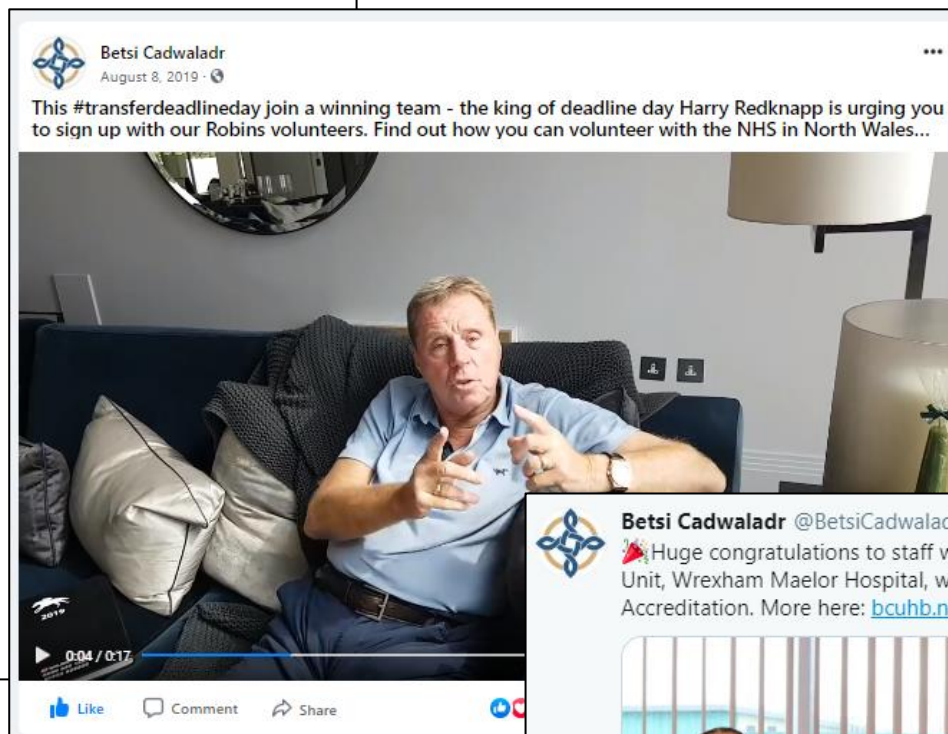 Betsi Cadwaladr
August 8, 2019
This #transferdeadlineday join a winning team - the king of deadline day Harry Redknapp is urging you
to sign up with our Robins volunteers. Find out how you can volunteer with the NHS in North Wales...
2019
0:04 / 0:17
Like Comment Share
Betsi Cadwaladr @BetsiCadwalad
🎉Huge congratulations to staff w
Unit, Wrexham Maelor Hospital, w
Accreditation. More here: bcuhb.n